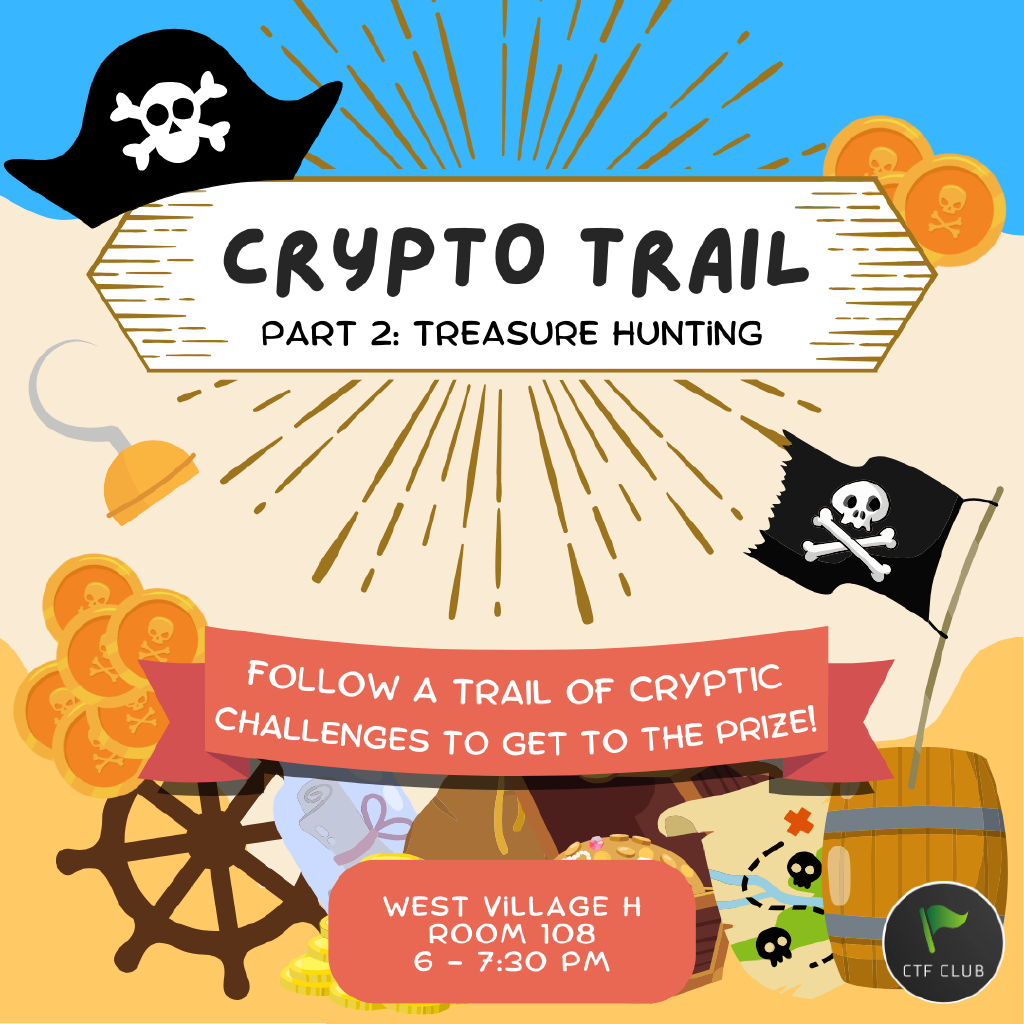 CRYPTO TRAIL
PART 2: TREASURE HUNTING
FOLLOW A TRAIL OF CRYPTIC
CHALLENGES TO GET TO THE PRIZE!
WEST VILLAGE H
ROOM 108
6 - 7:30 PM
CTF CLUB